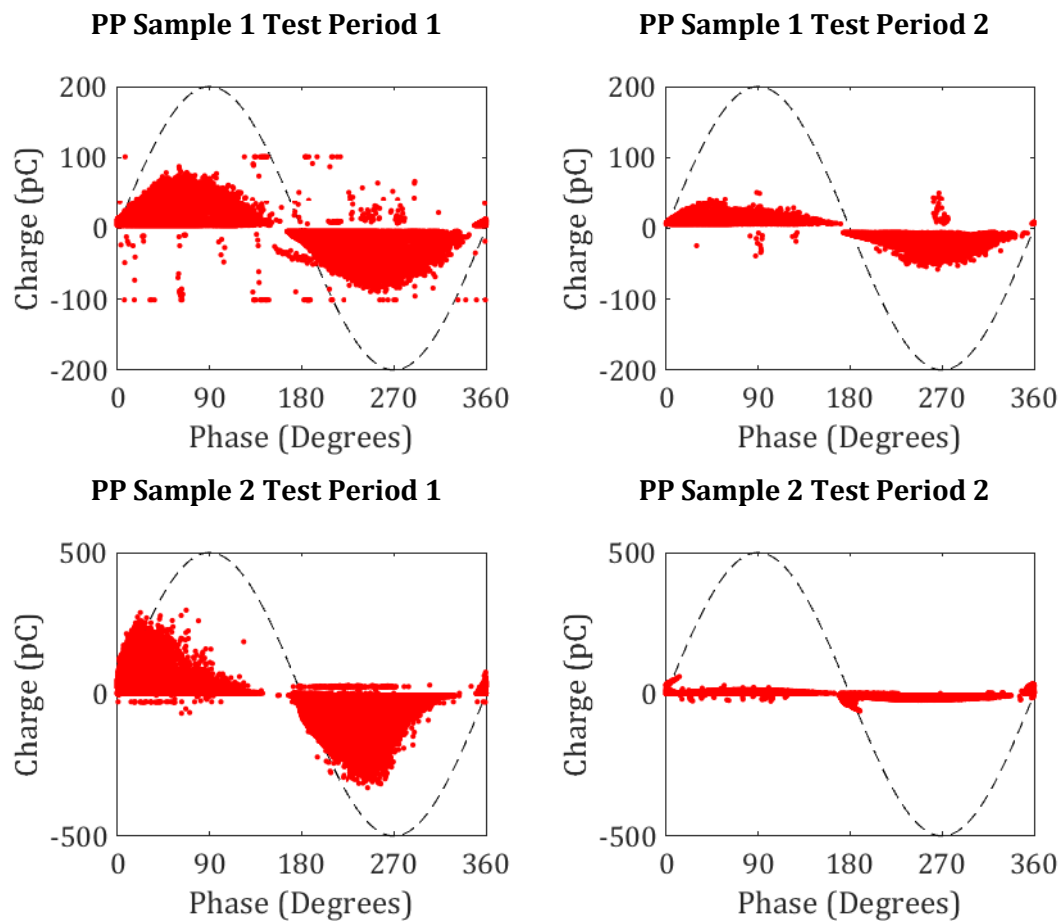 PP Sample 1 Test Period 1
200
100
0
-100
-200
Charge (pC)
0 90 180 270 360
Phase (Degrees)
PP Sample 1 Test Period 2
200
100
0
-100
-200
Charge (pC)
0 90 180 270 360
Phase (Degrees)
PP Sample 2 Test Period 1
500
0
-500
Charge (pC)
0 90 180 270 360
Phase (Degrees)
PP Sample 2 Test Period 2
500
0
-500
Charge (pC)
0 90 180 270 360
Phase (Degrees)